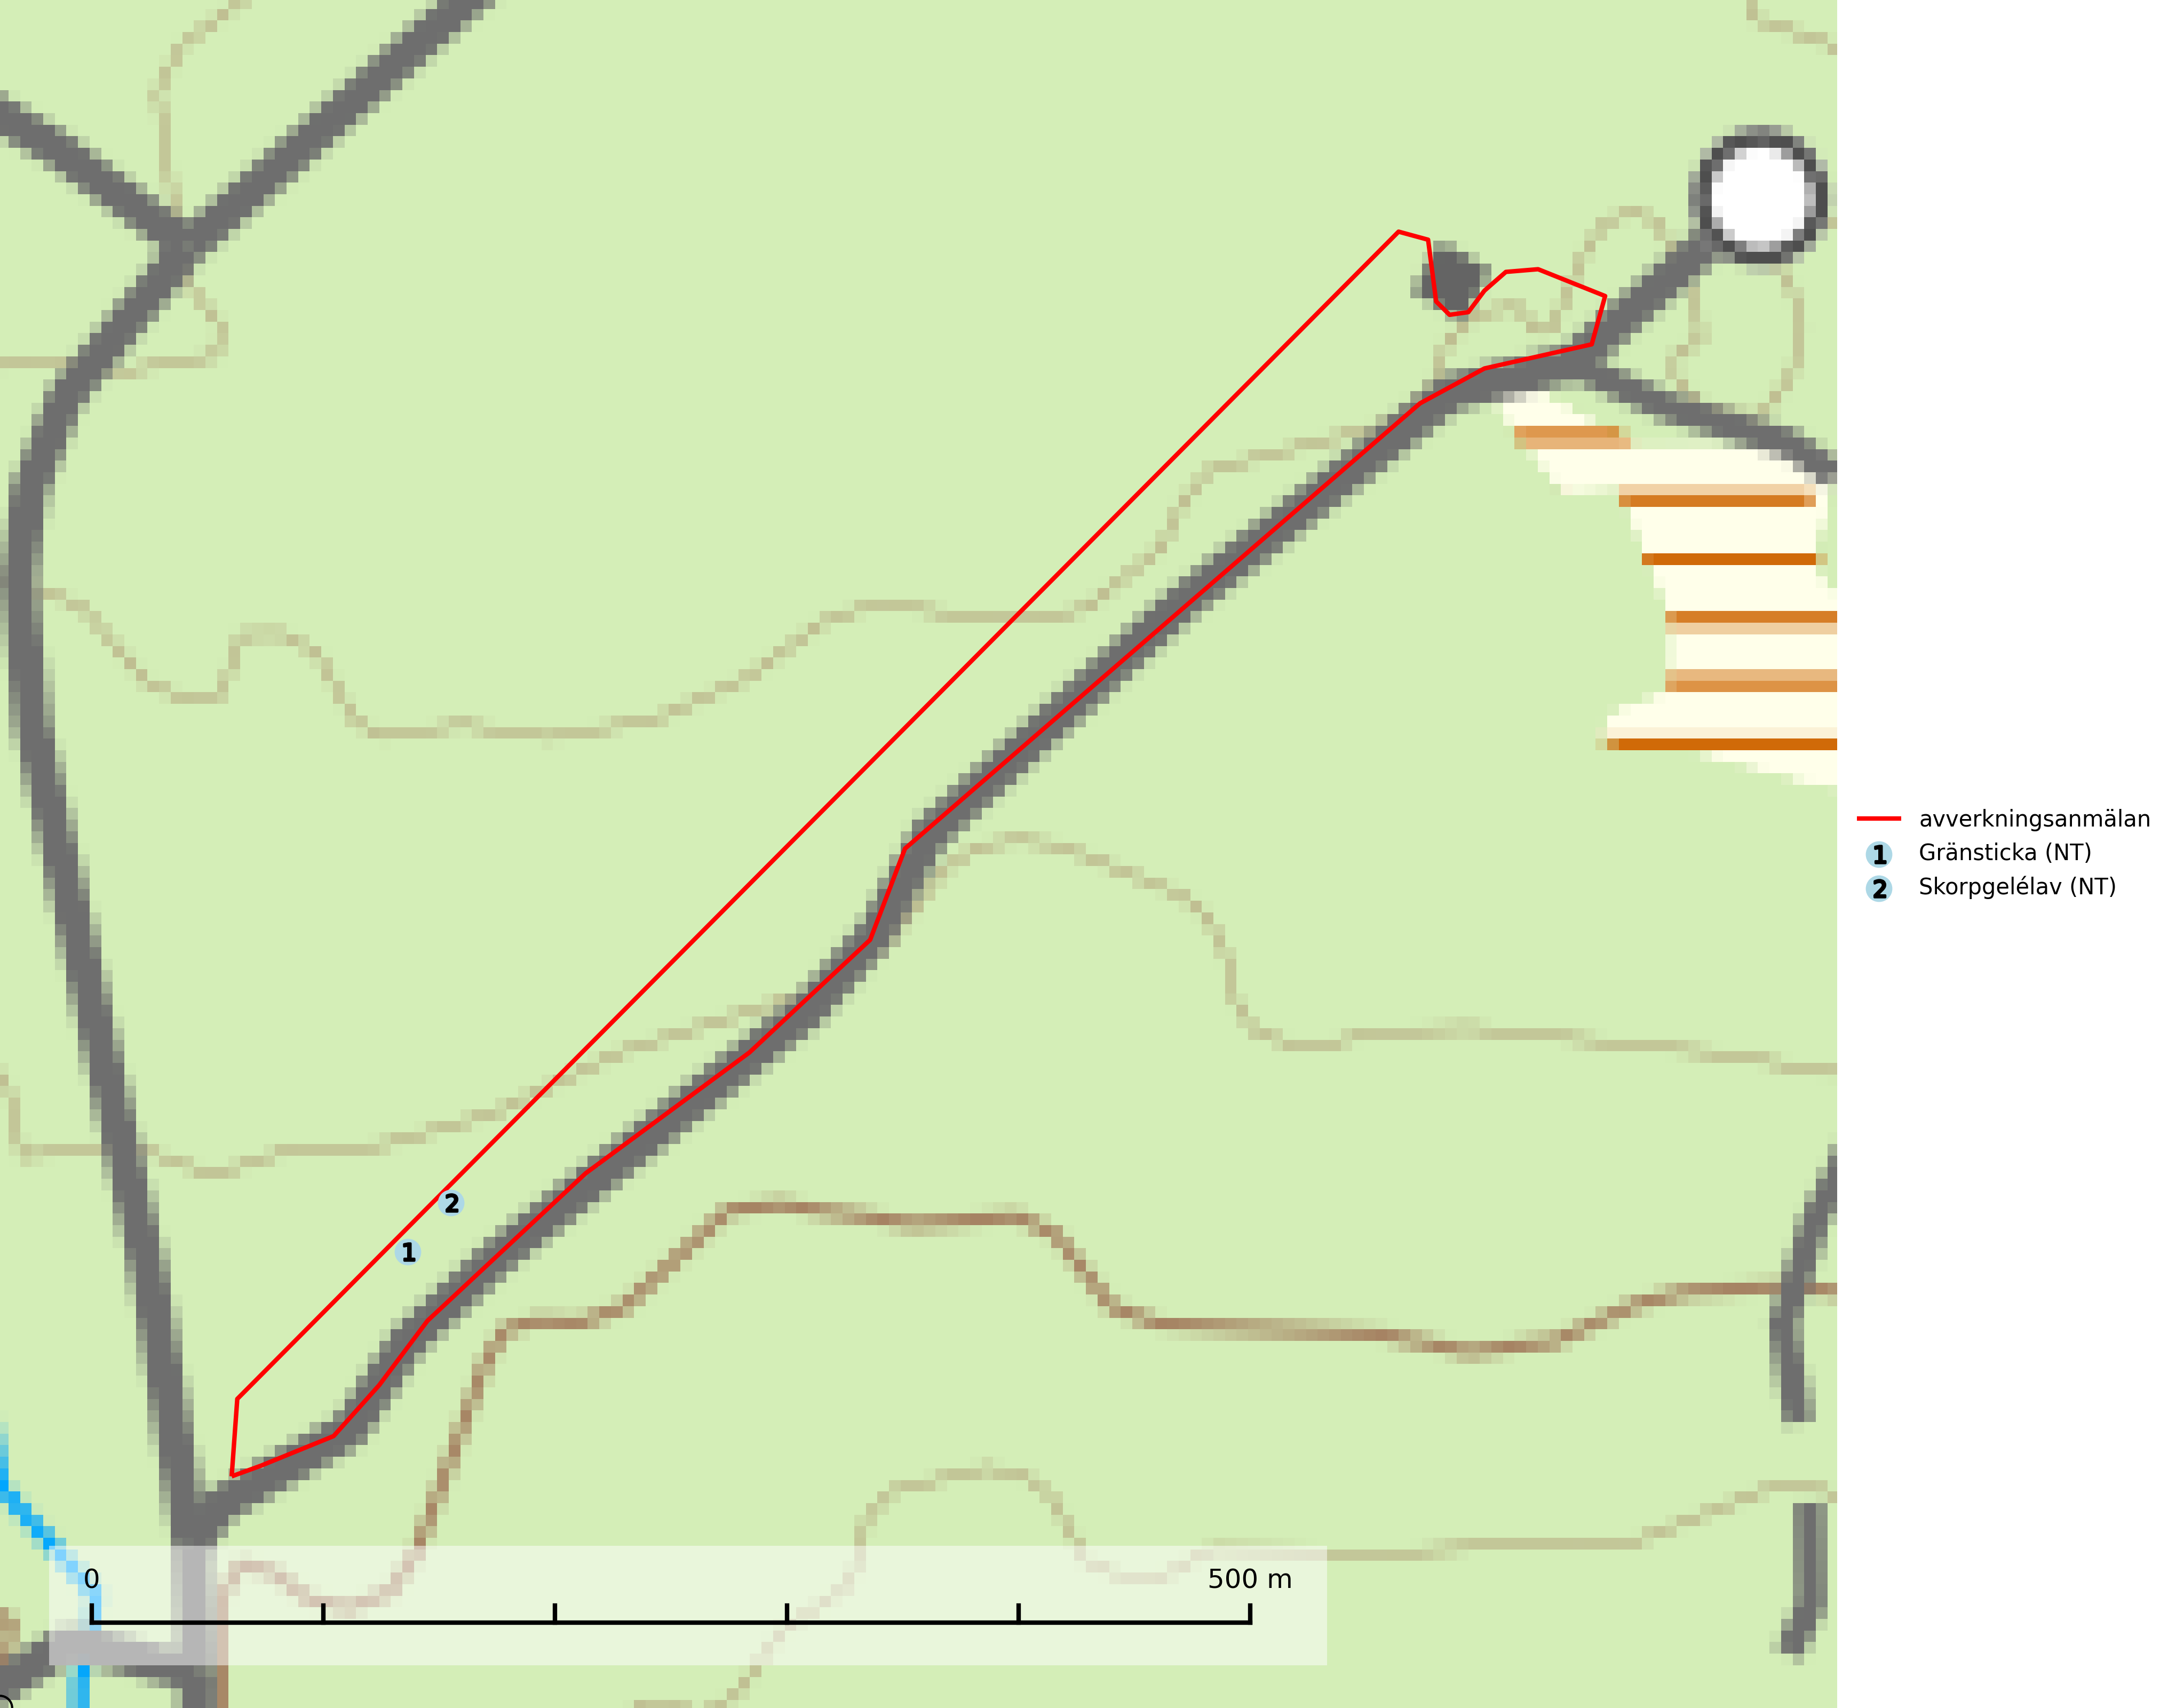 avverkningsanmälan
1 Gränsticka (NT)
2 Skorpgelélav (NT)
2
1
0 500 m